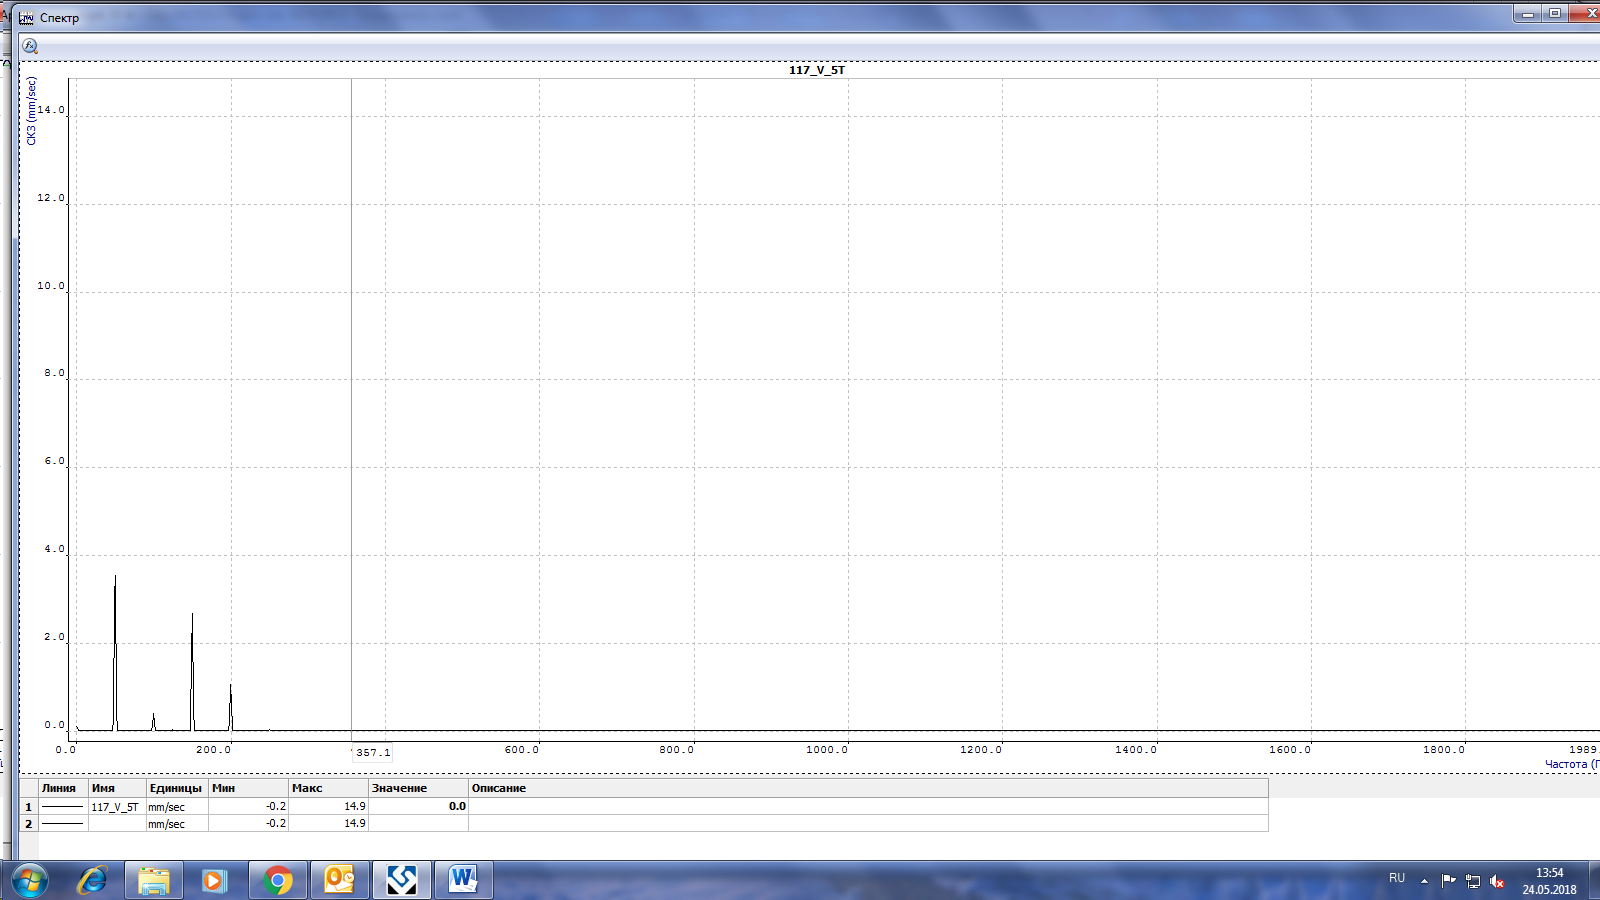 Спектр
117_V_5T
СКЗ (mm/sec)
14.0
12.0
10.0
8.0
6.0
4.0
2.0
0.0
0.0 200.0 357.1 600.0 800.0 1000.0 1200.0 1400.0 1600.0 1800.0 1989.
Частота (Г
Линия Имя Единицы Мин Макс Значение Описание
1 117_V_5T mm/sec -0.2 14.9 0.0
2 mm/sec -0.2 14.9
RU 13:54
24.05.2018